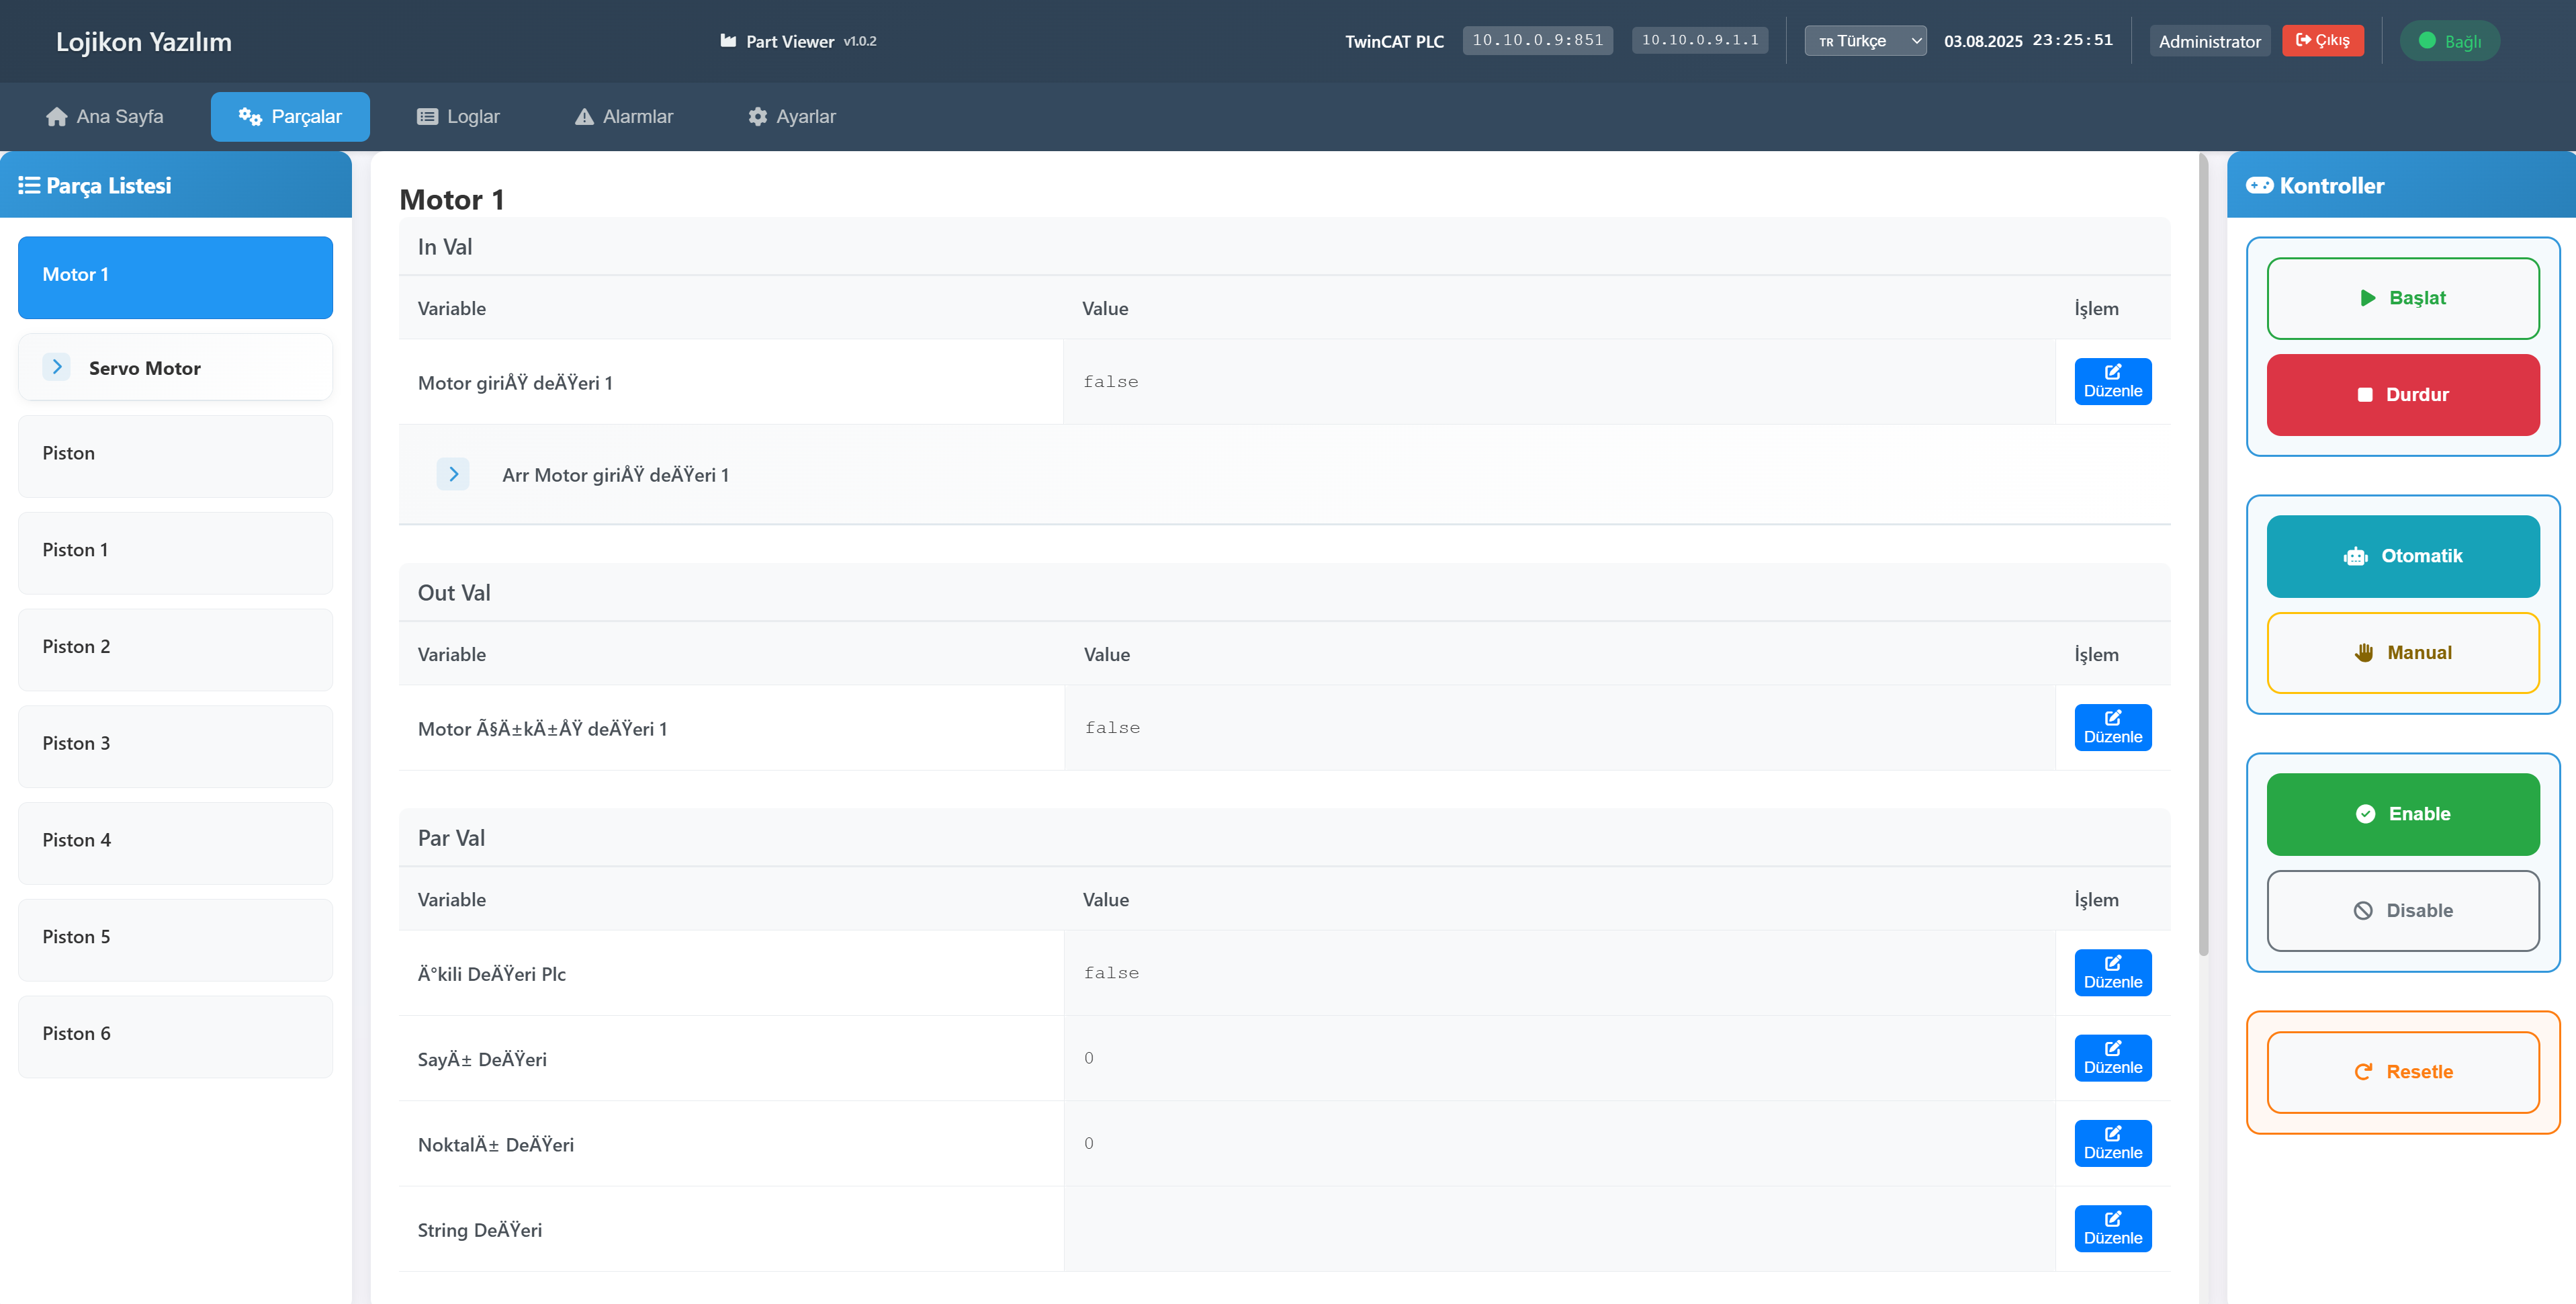 Lojikon Yazılım
Part Viewer v1.0.2
TwinCAT PLC 10.10.0.9:851 10.10.0.9.1.1 TR Türkçe 03.08.2025 23:25:51 Administrator Çıkış Bağlı
Ana Sayfa Parçalar Loglar Alarmlar Ayarlar
Parça Listesi
Motor 1
Servo Motor
Piston
Piston 1
Piston 2
Piston 3
Piston 4
Piston 5
Piston 6
Motor 1
In Val
Variable Value İşlem
Motor giriÅŸ deÄŸeri 1 false Düzenle
Arr Motor giriÅŸ deÄŸeri 1
Out Val
Variable Value İşlem
Motor Ã§Ä±kÄ±ÅŸ deÄŸeri 1 false Düzenle
Par Val
Variable Value İşlem
Ä°kili DeÄŸeri Plc false Düzenle
SayÄ± DeÄŸeri 0 Düzenle
NoktalÄ± DeÄŸeri 0 Düzenle
String DeÄŸeri Düzenle
Kontroller
Başlat
Durdur
Otomatik
Manual
Enable
Disable
Resetle